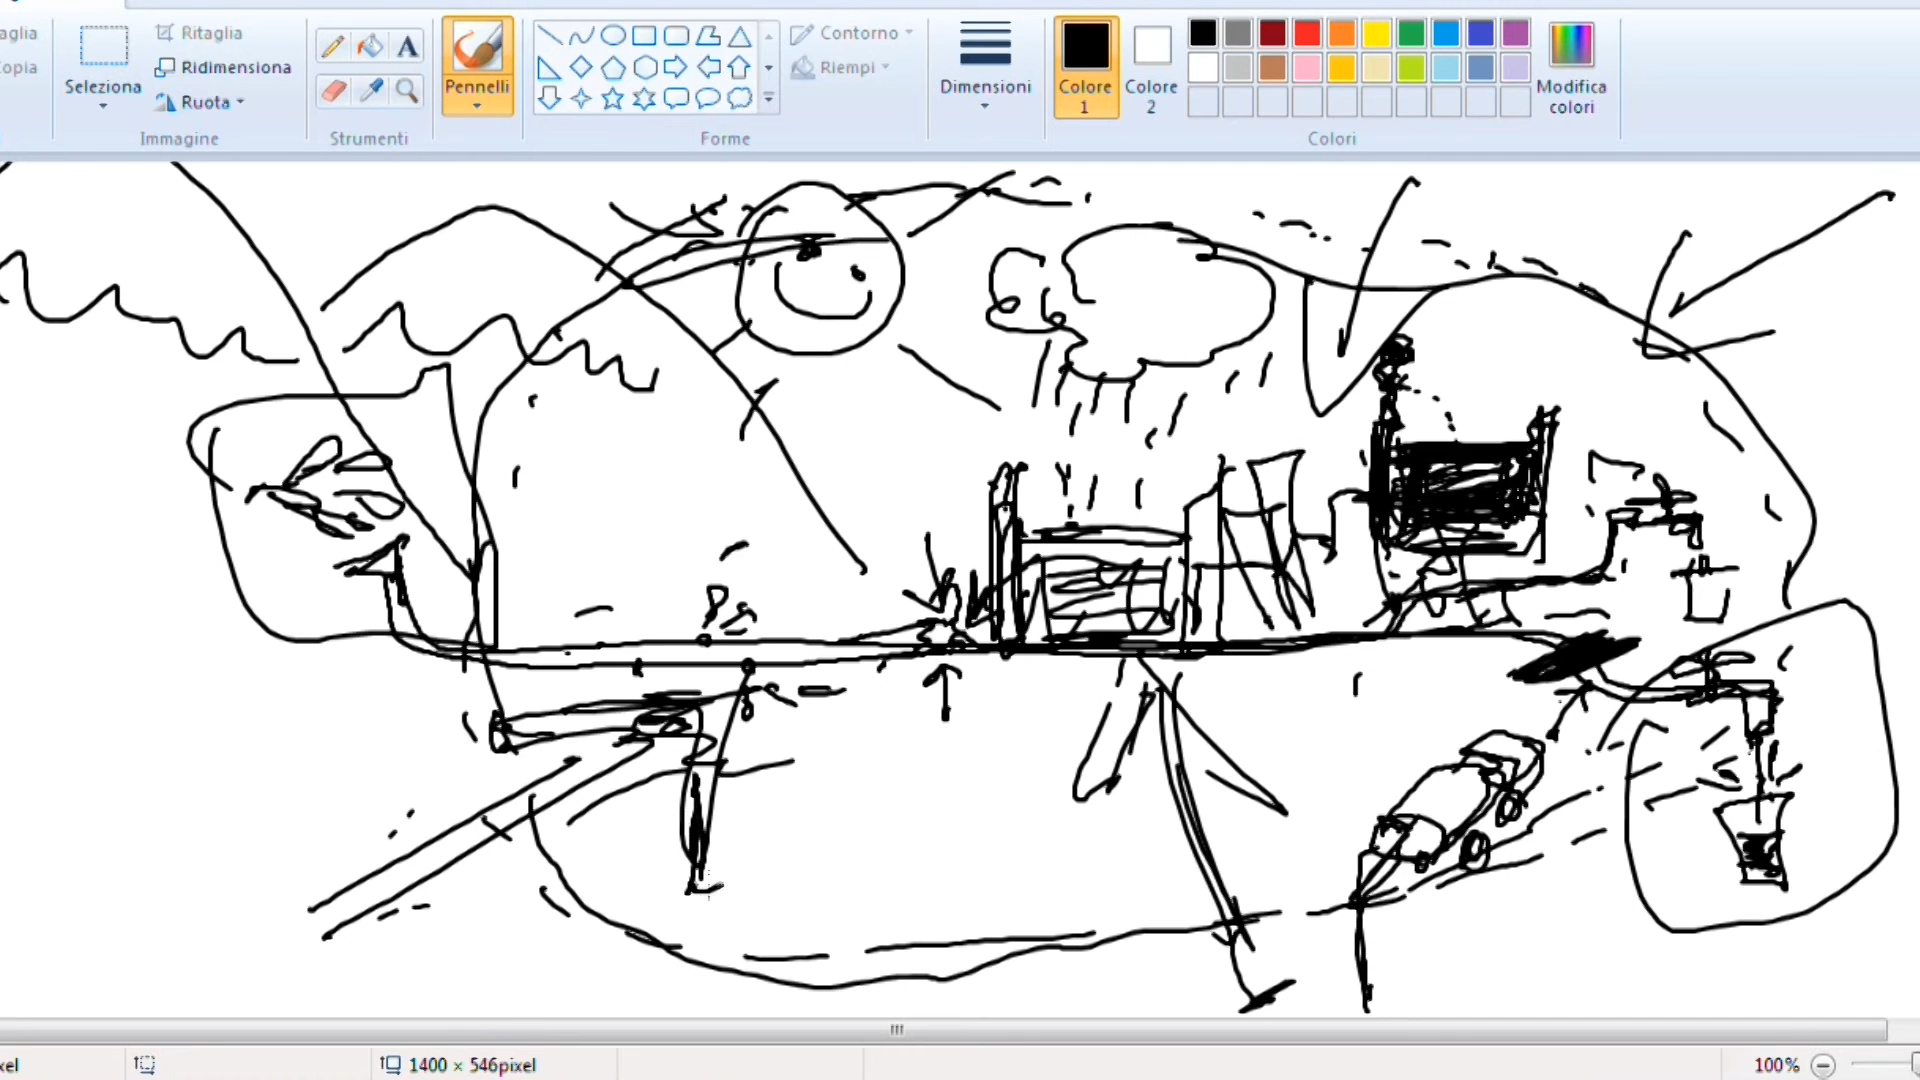 aglia
opia
Seleziona
Ritaglia
Ridimensiona
Ruota
Immagine
A
Strumenti
Pennelli
Forme
Contorno
Riempi
Dimensioni
Colore
1
Colore
2
Modifica
colori
Colori
xel
1400 × 546pixel
100%